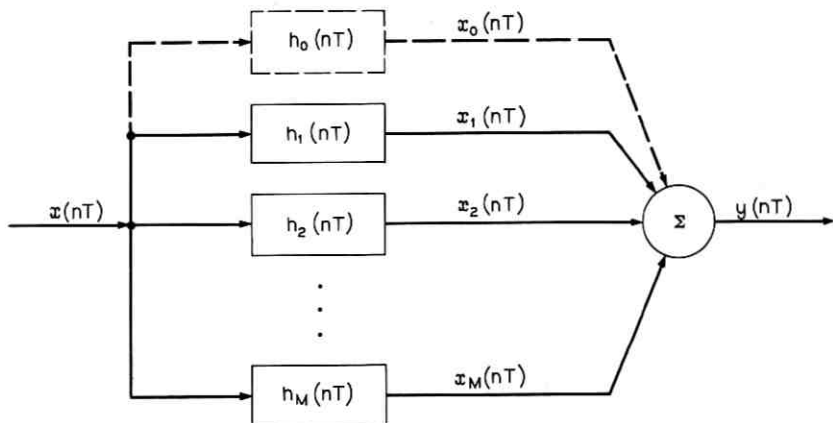 h₀(nT) x₀(nT)
h₁(nT) x₁(nT)
x(nT) h₂(nT) x₂(nT) Σ y(nT)
h_M(nT) x_M(nT)